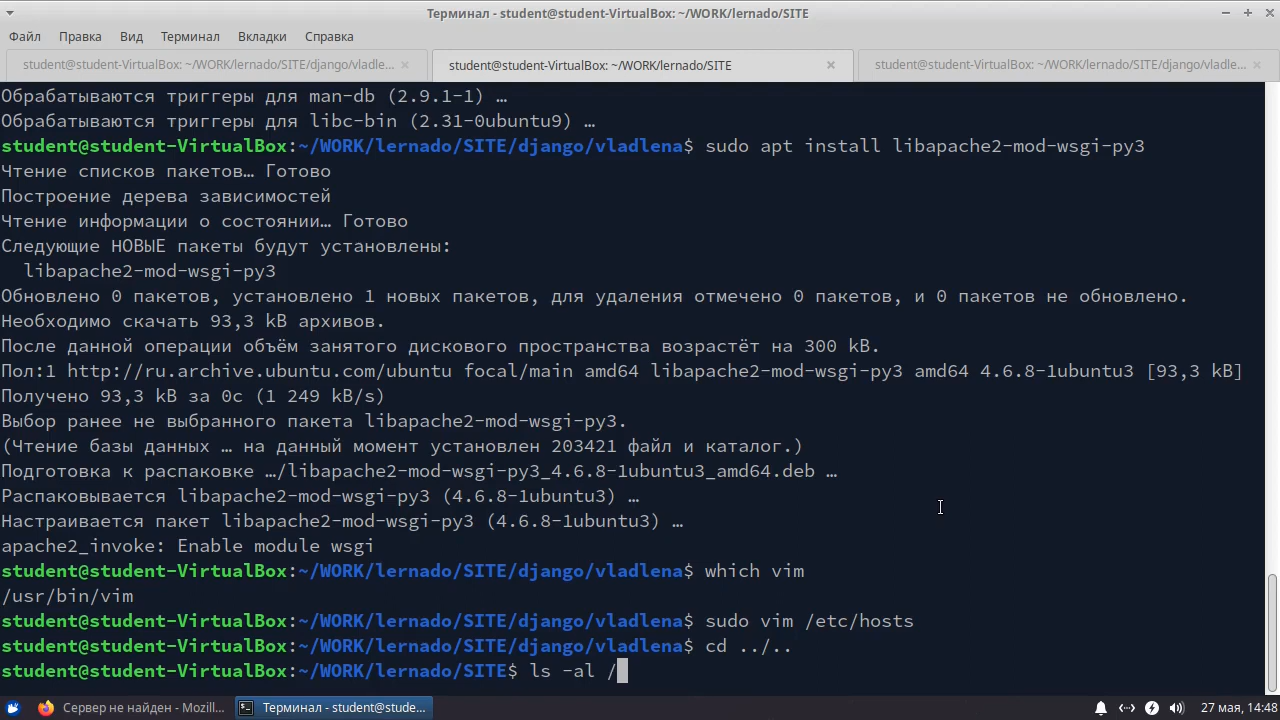 Терминал - student@student-VirtualBox: ~/WORK/lernado/SITE
Файл Правка Вид Терминал Вкладки Справка
student@student-VirtualBox: ~/WORK/lernado/SITE/django/vladle... student@student-VirtualBox: ~/WORK/lernado/SITE student@student-VirtualBox: ~/WORK/lernado/SITE/django/vladle...
Обрабатываются триггеры для man-db (2.9.1-1) …
Обрабатываются триггеры для libc-bin (2.31-0ubuntu9) …
student@student-VirtualBox:~/WORK/lernado/SITE/django/vladlena$ sudo apt install libapache2-mod-wsgi-py3
Чтение списков пакетов… Готово
Построение дерева зависимостей
Чтение информации о состоянии… Готово
Следующие НОВЫЕ пакеты будут установлены:
libapache2-mod-wsgi-py3
Обновлено 0 пакетов, установлено 1 новых пакетов, для удаления отмечено 0 пакетов, и 0 пакетов не обновлено.
Необходимо скачать 93,3 kB архивов.
После данной операции объём занятого дискового пространства возрастёт на 300 kB.
Пол:1 http://ru.archive.ubuntu.com/ubuntu focal/main amd64 libapache2-mod-wsgi-py3 amd64 4.6.8-1ubuntu3 [93,3 kB]
Получено 93,3 kB за 0с (1 249 kB/s)
Выбор ранее не выбранного пакета libapache2-mod-wsgi-py3.
(Чтение базы данных … на данный момент установлен 203421 файл и каталог.)
Подготовка к распаковке …/libapache2-mod-wsgi-py3_4.6.8-1ubuntu3_amd64.deb …
Распаковывается libapache2-mod-wsgi-py3 (4.6.8-1ubuntu3) …
Настраивается пакет libapache2-mod-wsgi-py3 (4.6.8-1ubuntu3) …
apache2_invoke: Enable module wsgi
student@student-VirtualBox:~/WORK/lernado/SITE/django/vladlena$ which vim
/usr/bin/vim
student@student-VirtualBox:~/WORK/lernado/SITE/django/vladlena$ sudo vim /etc/hosts
student@student-VirtualBox:~/WORK/lernado/SITE/django/vladlena$ cd ../..
student@student-VirtualBox:~/WORK/lernado/SITE$ ls -al /
Сервер не найден - Mozill... Терминал - student@stude... 27 мая, 14:48